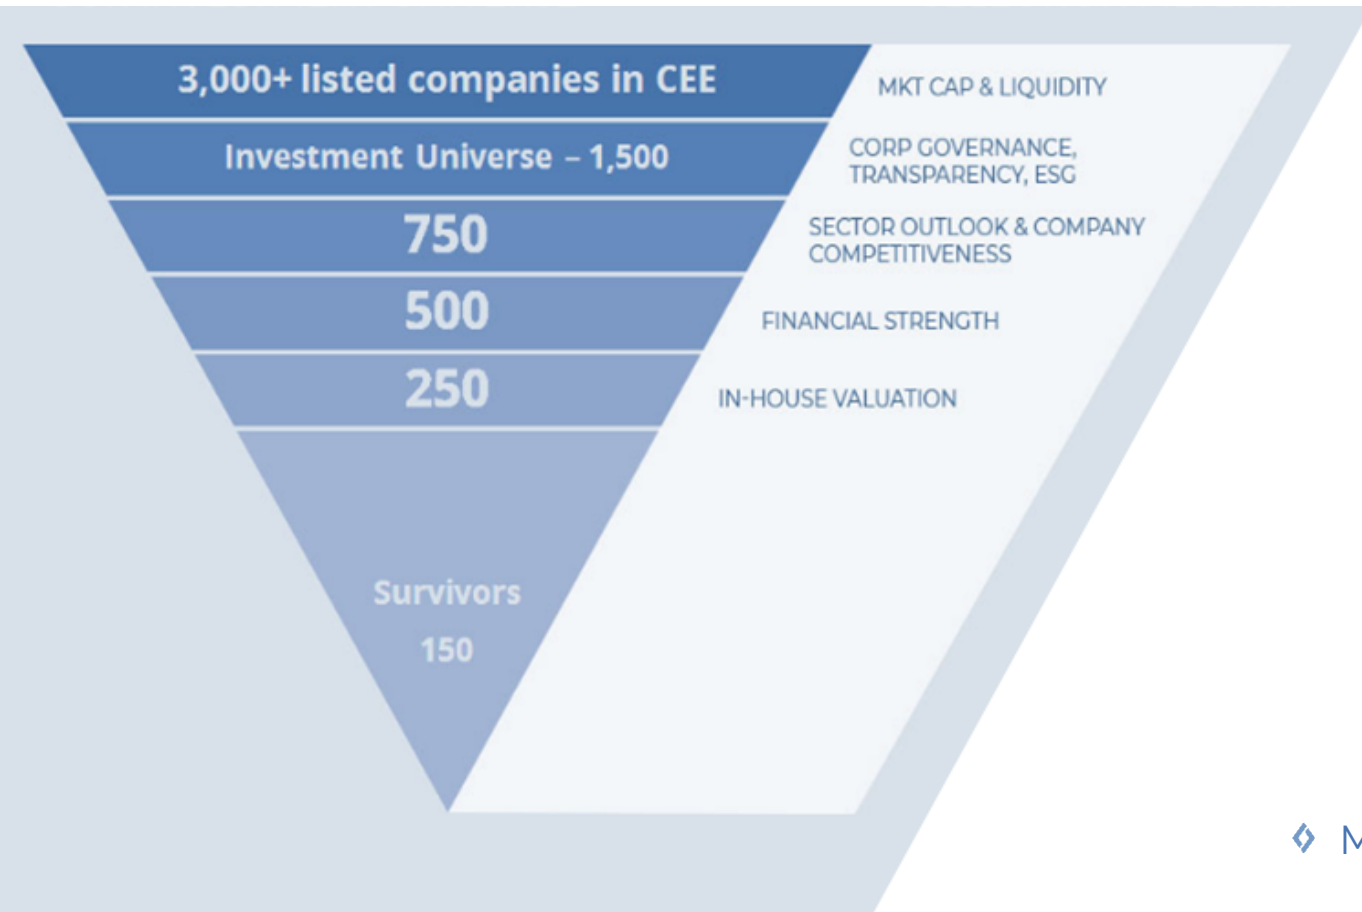 3,000+ listed companies in CEE
MKT CAP & LIQUIDITY
Investment Universe – 1,500
CORP GOVERNANCE,
TRANSPARENCY, ESG
750
SECTOR OUTLOOK & COMPANY
COMPETITIVENESS
500
FINANCIAL STRENGTH
250
IN-HOUSE VALUATION
Survivors
150